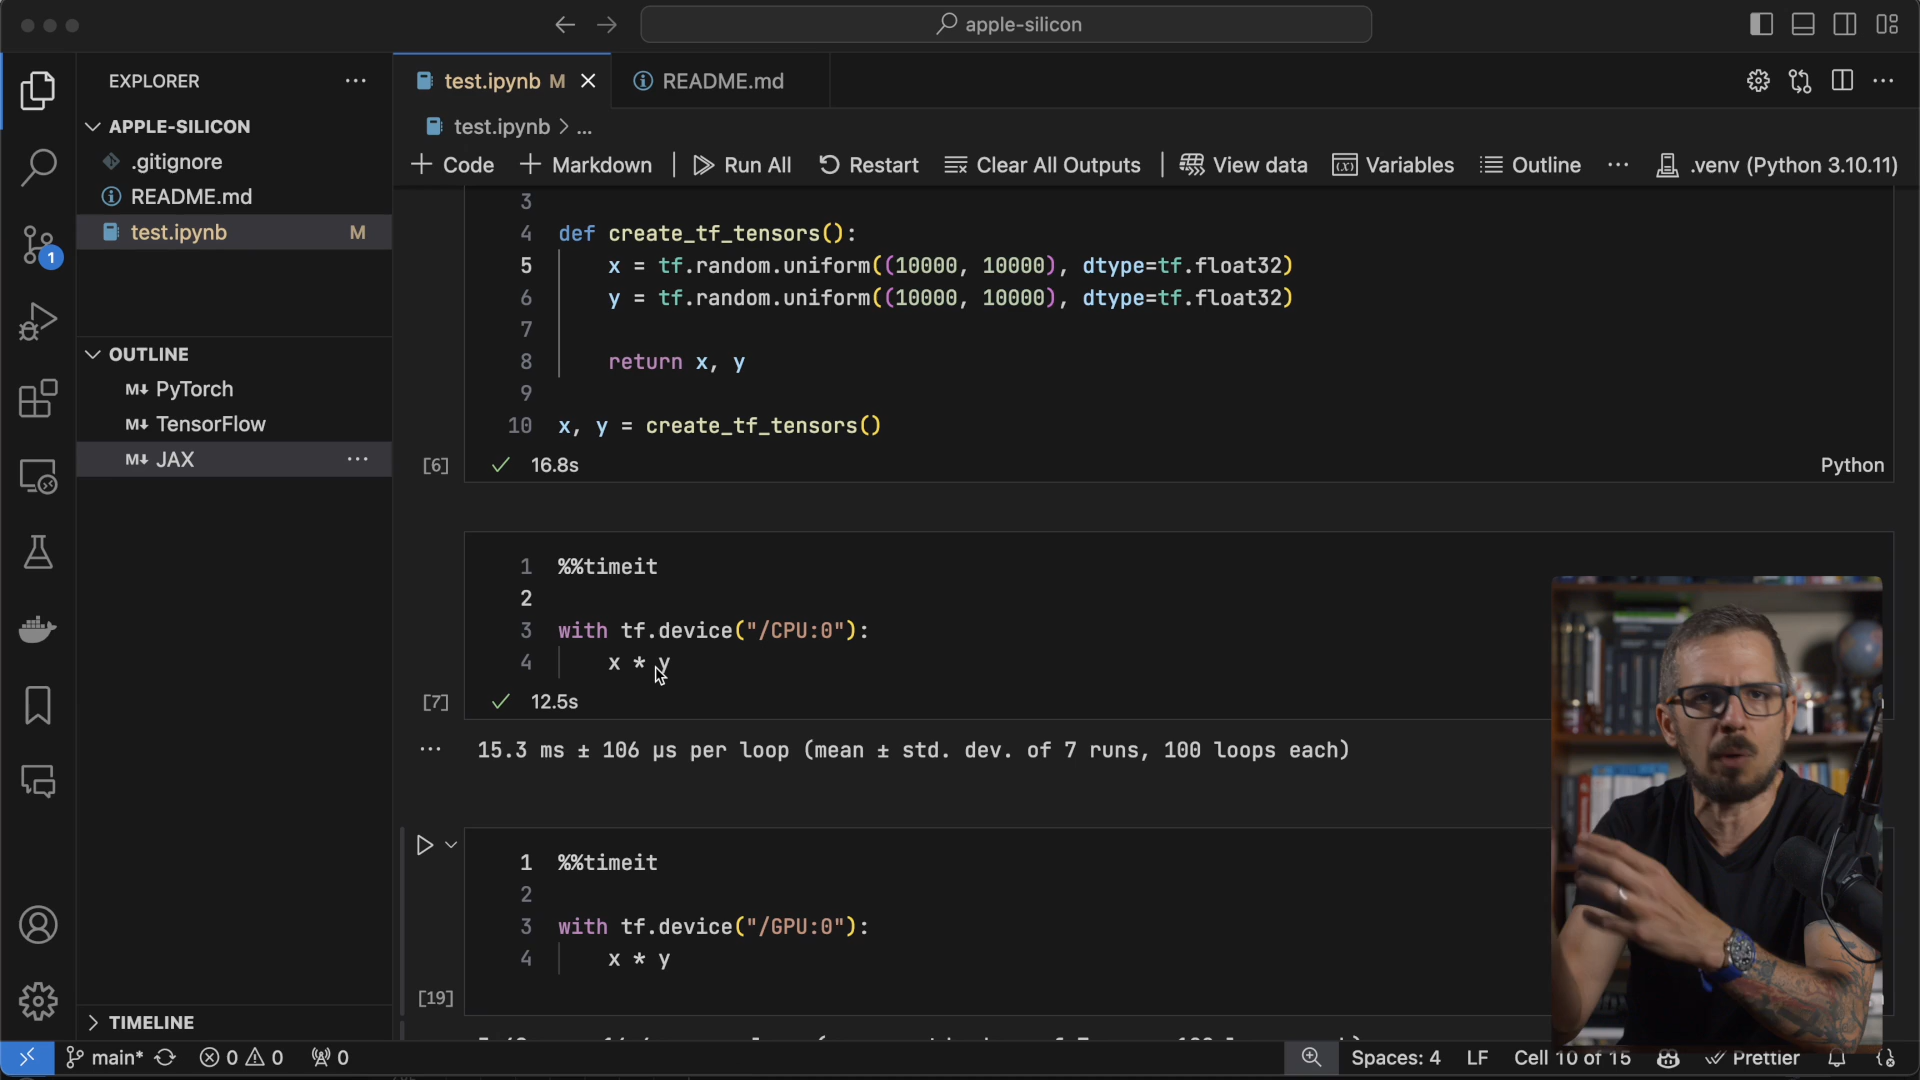 apple-silicon
EXPLORER
APPLE-SILICON
.gitignore
README.md
test.ipynb M
OUTLINE
M↓ PyTorch
M↓ TensorFlow
M↓ JAX
TIMELINE
1
test.ipynb M
README.md
test.ipynb > ...
Code
Markdown
Run All
Restart
Clear All Outputs
View data
Variables
Outline
.venv (Python 3.10.11)
3
4 def create_tf_tensors():
5 x = tf.random.uniform((10000, 10000), dtype=tf.float32)
6 y = tf.random.uniform((10000, 10000), dtype=tf.float32)
7
8 return x, y
9
10 x, y = create_tf_tensors()
[6] ✓ 16.8s Python
1 %%timeit
2
3 with tf.device("/CPU:0"):
4 x * y
[7] ✓ 12.5s
15.3 ms ± 106 µs per loop (mean ± std. dev. of 7 runs, 100 loops each)
1 %%timeit
2
3 with tf.device("/GPU:0"):
4 x * y
[19]
main* 0 0 0 Spaces: 4 LF Cell 10 of 15 Prettier